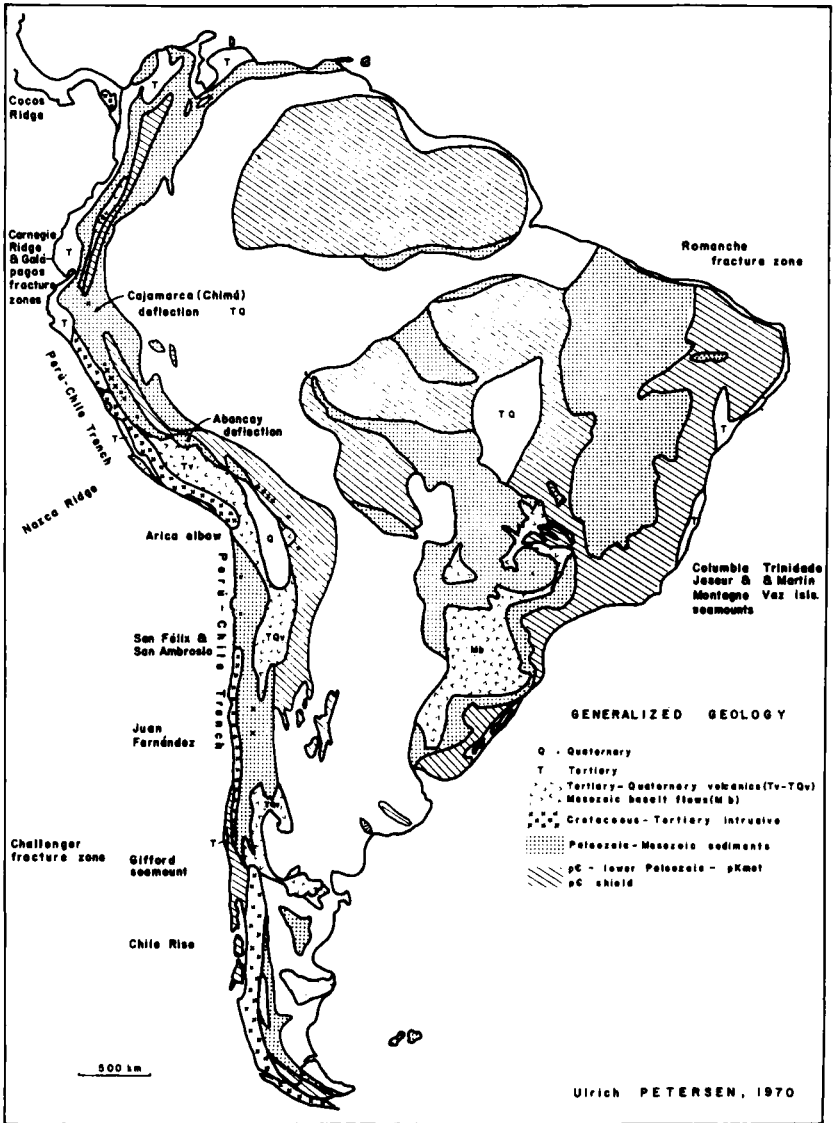 T
T
Cocos
Ridge
Carnegie
Ridge
& Galá-
pagos
fracture
zones
T
Romanche
fracture zone
Cajamarca (Chimú)
deflection TQ
T
Perú-Chile Trench
T
Abancay
deflection
Tv
TQ
T
Nazca Ridge
Arica elbow
Q
T
Perú-Chile Trench
Columbia Trinidade
Jaseur & & Martin
Montagne Vaz isls.
seamounts
San Félix &
San Ambrosio
TQv
Mb
Juan
Fernández
GENERALIZED GEOLOGY
Q - Quaternary
T Tertiary
Tertiary-Quaternary volcanics (Tv-TQv)
Mesozoic basalt flows (Mb)
Cretaceous-Tertiary intrusive
Paleozoic-Mesozoic sediments
p€ - lower Paleozoic - pKmet
p€ shield
Challenger
fracture zone
T
Gifford
seamount
Chile Rise
500 km
Ulrich PETERSEN, 1970